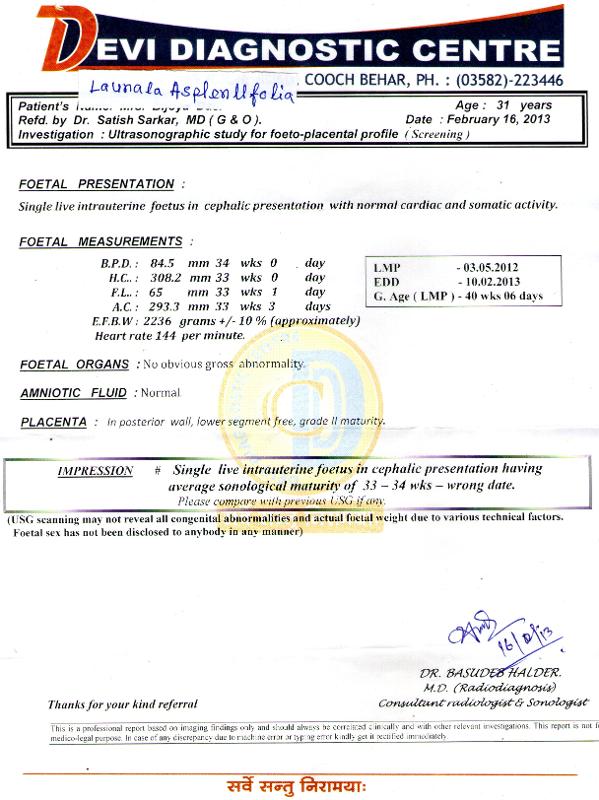 DEVI DIAGNOSTIC CENTRE
COOCH BEHAR, PH. : (03582)-223446
Launala Asplenifolia
Patient's
Age : 31 years
Refd. by Dr. Satish Sarkar, MD ( G & O ).
Date : February 16, 2013
Investigation : Ultrasonographic study for foeto-placental profile ( Screening )
FOETAL PRESENTATION :
Single live intrauterine foetus in cephalic presentation with normal cardiac and somatic activity.
FOETAL MEASUREMENTS :
B.P.D. : 84.5 mm 34 wks 0 day
H.C. : 308.2 mm 33 wks 0 day
F.L. : 65 mm 33 wks 1 day
A.C. : 293.3 mm 33 wks 3 days
E.F.B.W : 2236 grams +/- 10 % (approximately)
Heart rate 144 per minute.
LMP - 03.05.2012
EDD - 10.02.2013
G. Age ( LMP ) - 40 wks 06 days
FOETAL ORGANS : No obvious gross abnormality.
AMNIOTIC FLUID : Normal
PLACENTA : In posterior wall, lower segment free, grade II maturity.
IMPRESSION # Single live intrauterine foetus in cephalic presentation having
average sonological maturity of 33 – 34 wks – wrong date.
Please compare with previous USG if any.
(USG scanning may not reveal all congenital abnormalities and actual foetal weight due to various technical factors.
Foetal sex has not been disclosed to anybody in any manner)
16/02/13
DR. BASUDEB HALDER.
M.D. (Radiodiagnosis)
Consultant radiologist & Sonologist
Thanks for your kind referral
This is a professional report based on imaging findings only and should always be correlated clinically and with other relevant investigations. This report is not f
medico-legal purpose. In case of any discrepancy due to machine error or typing error kindly get it rectified immediately.
सर्वे सन्तु निरामयाः